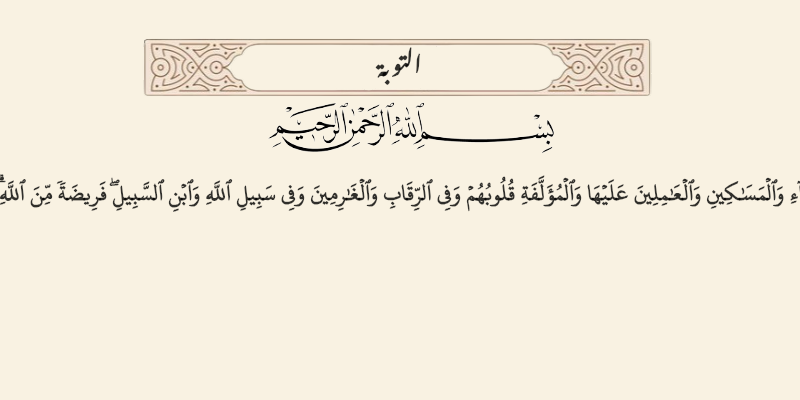 التوبة
بِسْمِ ٱللَّهِ ٱلرَّحْمَٰنِ ٱلرَّحِيمِ
وَٱلْمَسَٰكِينِ وَٱلْعَٰمِلِينَ عَلَيْهَا وَٱلْمُؤَلَّفَةِ قُلُوبُهُمْ وَفِى ٱلرِّقَابِ وَٱلْغَٰرِمِينَ وَفِى سَبِيلِ ٱللَّهِ وَٱبْنِ ٱلسَّبِيلِ ۖ فَرِيضَةً مِّنَ ٱللَّهِ